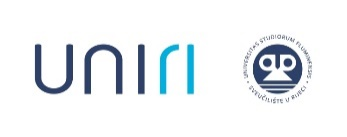 uniri
UNIVERSITAS STUDIORUM FLUMINENSIS
SVEUČILIŠTE U RIJECI